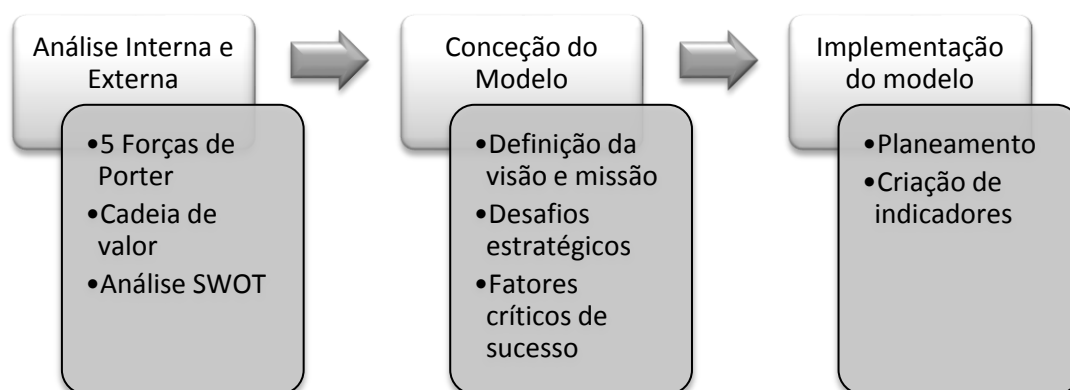 Análise Interna e
Externa
•5 Forças de
Porter
•Cadeia de
valor
•Análise SWOT
Conceção do
Modelo
•Definição da
visão e missão
•Desafios
estratégicos
•Fatores
críticos de
sucesso
Implementação
do modelo
•Planeamento
•Criação de
indicadores